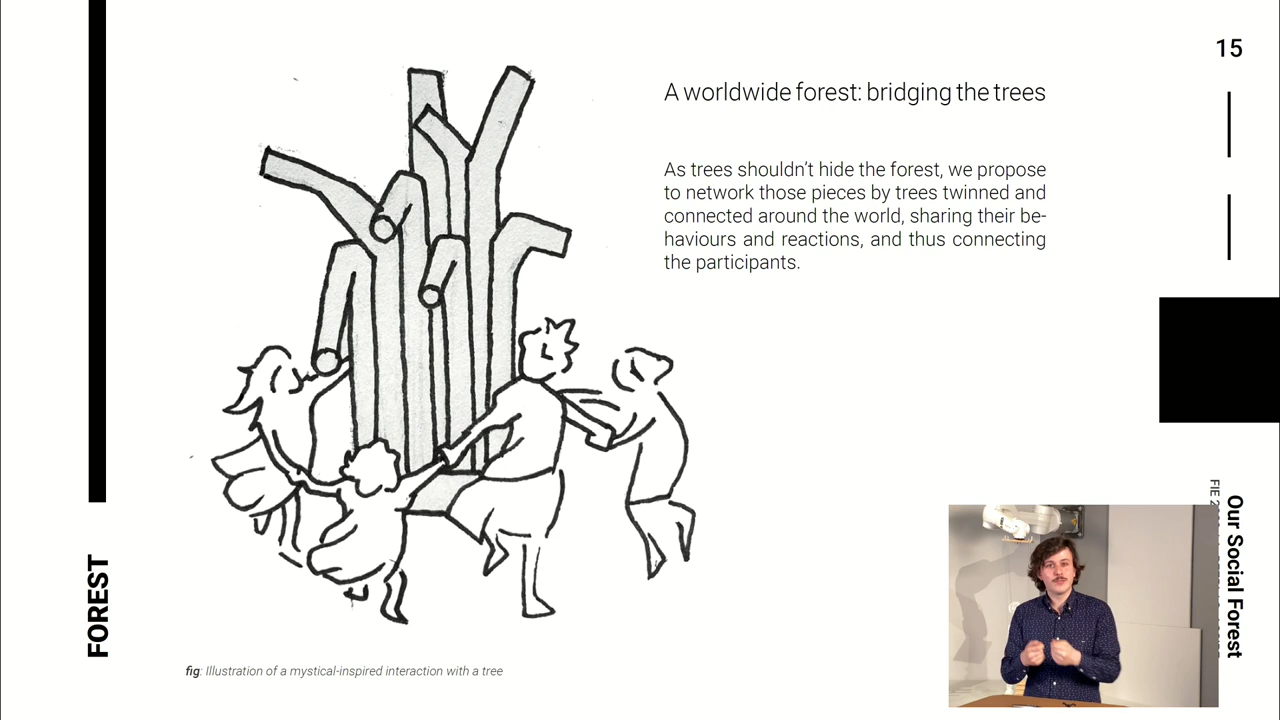 15
A worldwide forest: bridging the trees
As trees shouldn't hide the forest, we propose
to network those pieces by trees twinned and
connected around the world, sharing their be-
haviours and reactions, and thus connecting
the participants.
FOREST
Our Social Forest
FIE
fig: Illustration of a mystical-inspired interaction with a tree